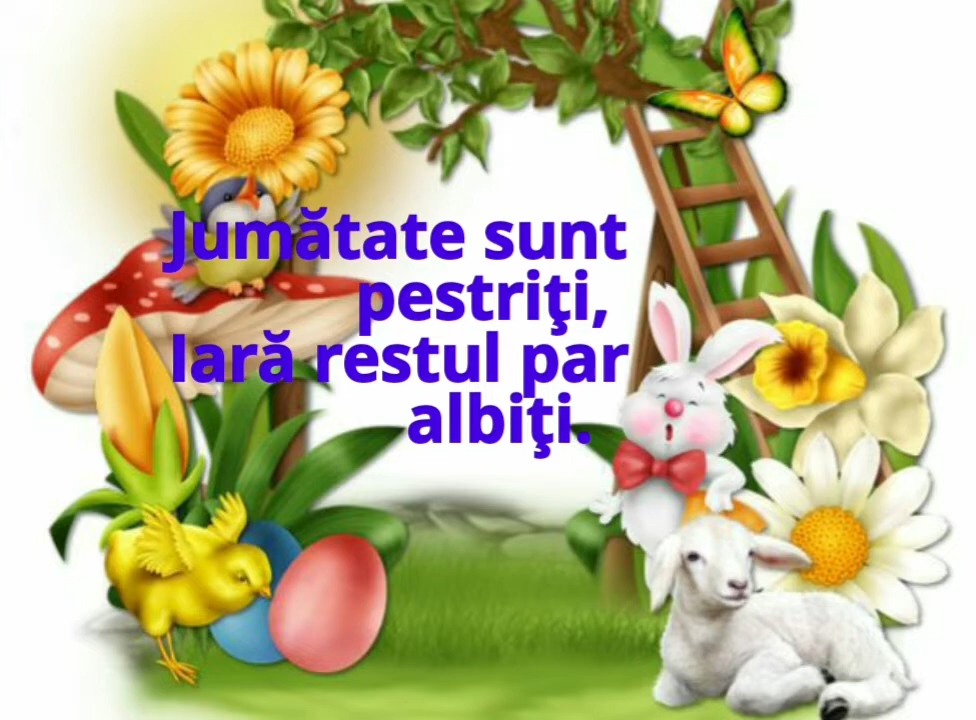 Jumătate sunt
pestriţi,
Iară restul par
albiţi.